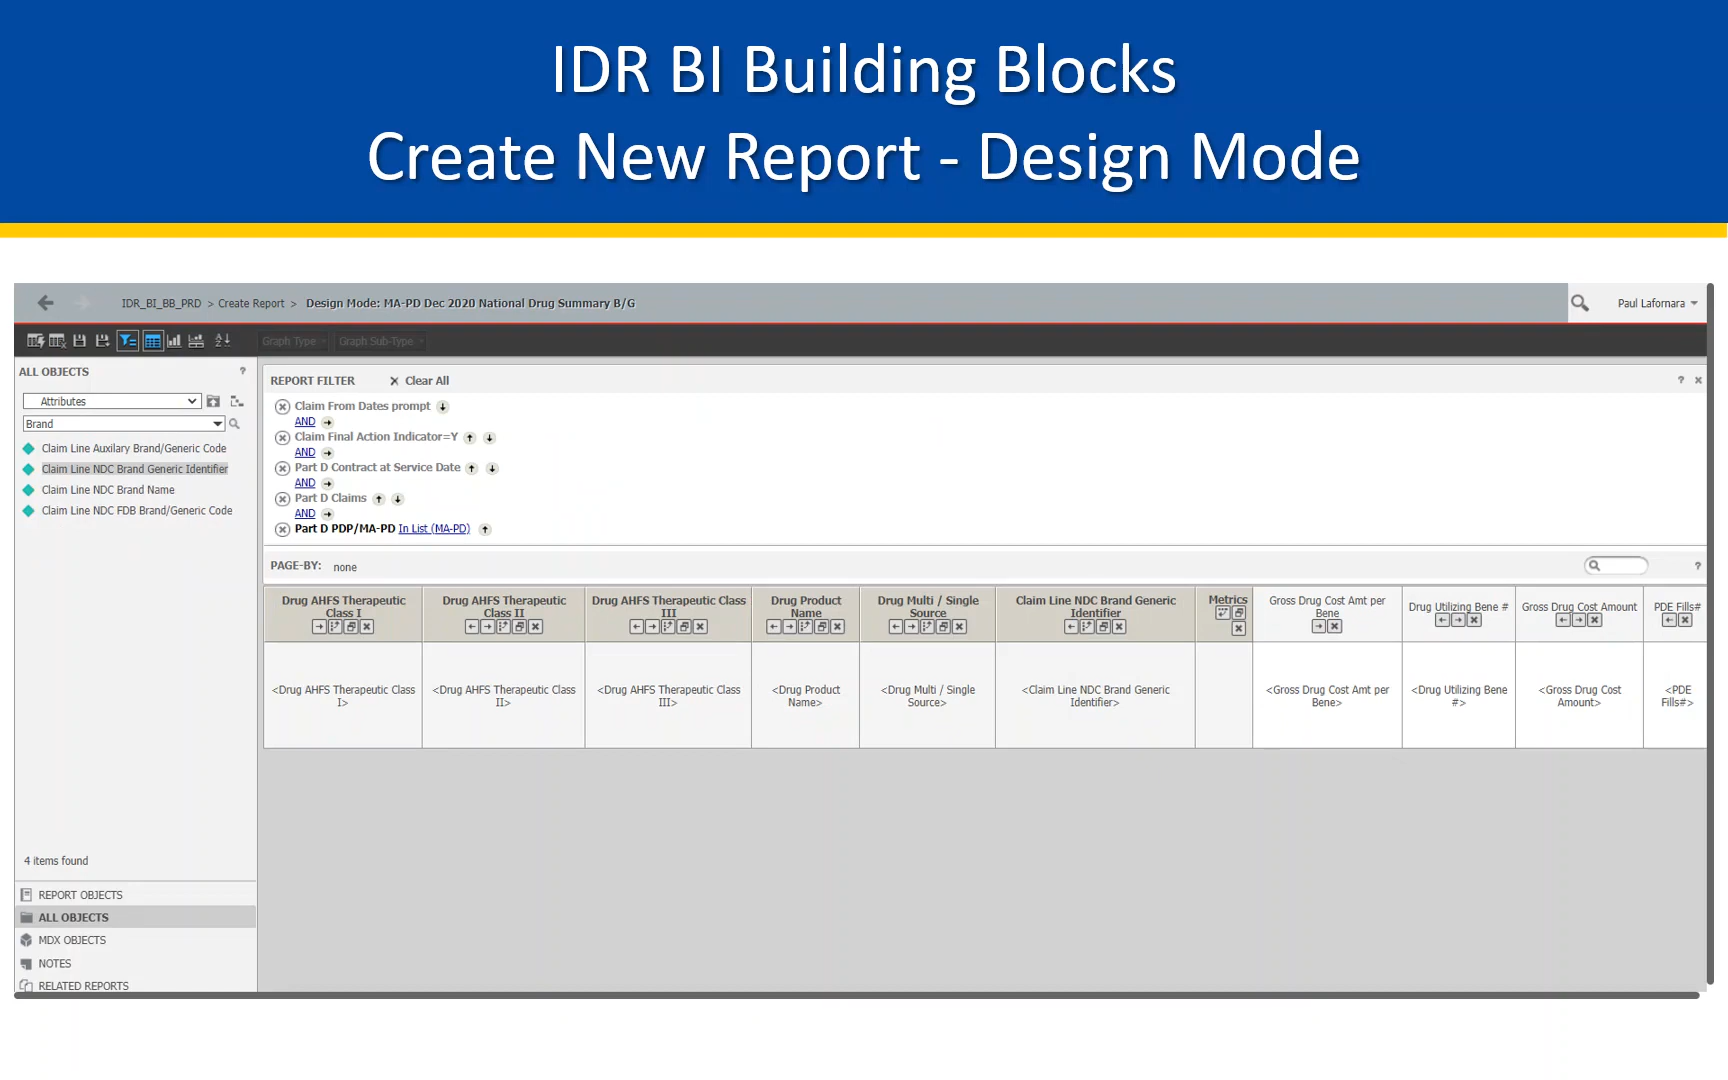 IDR BI Building Blocks
Create New Report - Design Mode
IDR_BI_BB_PRD > Create Report > Design Mode: MA-PD Dec 2020 National Drug Summary B/G
Paul Lafornara
Graph Type
Graph Sub-Type
ALL OBJECTS
?
Attributes
Brand
Claim Line Auxilary Brand/Generic Code
Claim Line NDC Brand Generic Identifier
Claim Line NDC Brand Name
Claim Line NDC FDB Brand/Generic Code
4 items found
REPORT OBJECTS
ALL OBJECTS
MDX OBJECTS
NOTES
RELATED REPORTS
REPORT FILTER
Clear All
?
Claim From Dates prompt
AND
Claim Final Action Indicator=Y
AND
Part D Contract at Service Date
AND
Part D Claims
AND
Part D PDP/MA-PD In List (MA-PD)
PAGE-BY: none
?
Drug AHFS Therapeutic
Class I
Drug AHFS Therapeutic
Class II
Drug AHFS Therapeutic Class
III
Drug Product
Name
Drug Multi / Single
Source
Claim Line NDC Brand Generic
Identifier
Metrics
Gross Drug Cost Amt per
Bene
Drug Utilizing Bene #
Gross Drug Cost Amount
PDE Fills#
<Drug AHFS Therapeutic Class
I>
<Drug AHFS Therapeutic Class
II>
<Drug AHFS Therapeutic Class
III>
<Drug Product
Name>
<Drug Multi / Single
Source>
<Claim Line NDC Brand Generic
Identifier>
<Gross Drug Cost Amt per
Bene>
<Drug Utilizing Bene
#>
<Gross Drug Cost
Amount>
<PDE
Fills#>